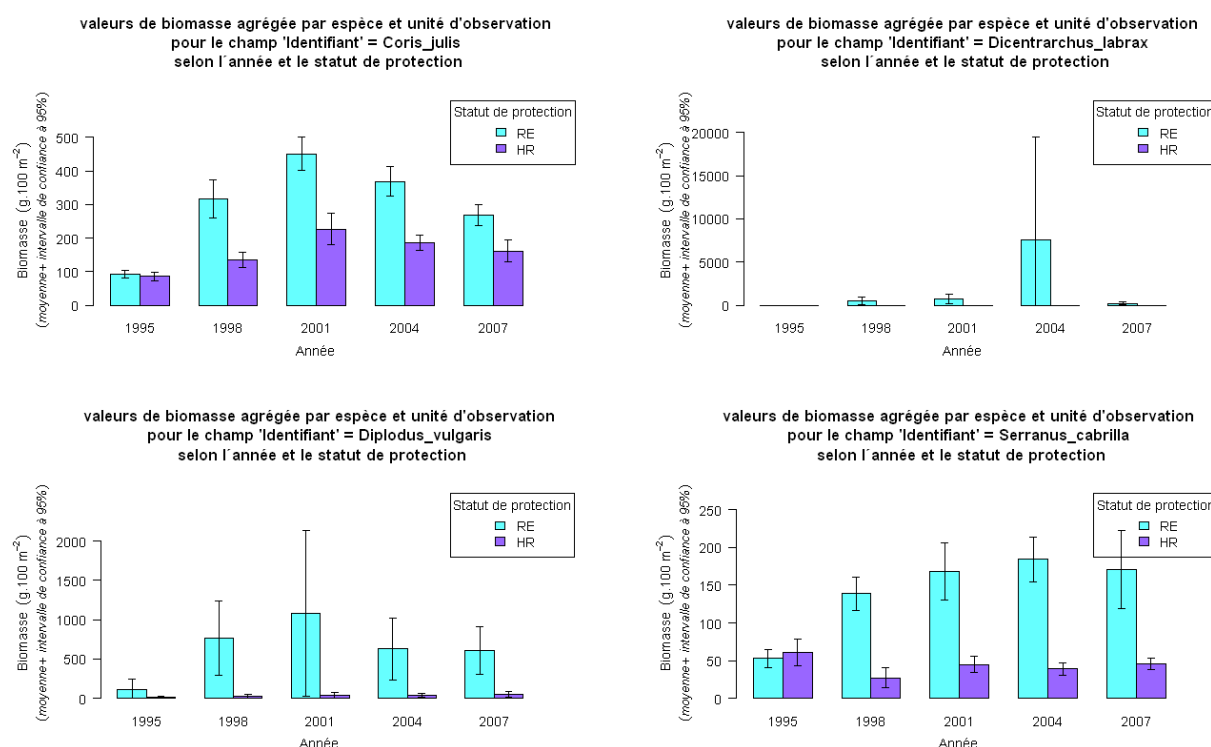 valeurs de biomasse agrégée par espèce et unité d'observation
pour le champ 'Identifiant' = Coris_julis
selon l´année et le statut de protection
Statut de protection
RE
HR
Biomasse (g.100 m⁻²)
(moyenne+ intervalle de confiance à 95%)
500
400
300
200
100
0
1995 1998 2001 2004 2007
Année
valeurs de biomasse agrégée par espèce et unité d'observation
pour le champ 'Identifiant' = Dicentrarchus_labrax
selon l´année et le statut de protection
Statut de protection
RE
HR
Biomasse (g.100 m⁻²)
(moyenne+ intervalle de confiance à 95%)
20000
15000
10000
5000
0
1995 1998 2001 2004 2007
Année
valeurs de biomasse agrégée par espèce et unité d'observation
pour le champ 'Identifiant' = Diplodus_vulgaris
selon l´année et le statut de protection
Statut de protection
RE
HR
Biomasse (g.100 m⁻²)
(moyenne+ intervalle de confiance à 95%)
2000
1500
1000
500
0
1995 1998 2001 2004 2007
Année
valeurs de biomasse agrégée par espèce et unité d'observation
pour le champ 'Identifiant' = Serranus_cabrilla
selon l´année et le statut de protection
Statut de protection
RE
HR
Biomasse (g.100 m⁻²)
(moyenne+ intervalle de confiance à 95%)
250
200
150
100
50
0
1995 1998 2001 2004 2007
Année